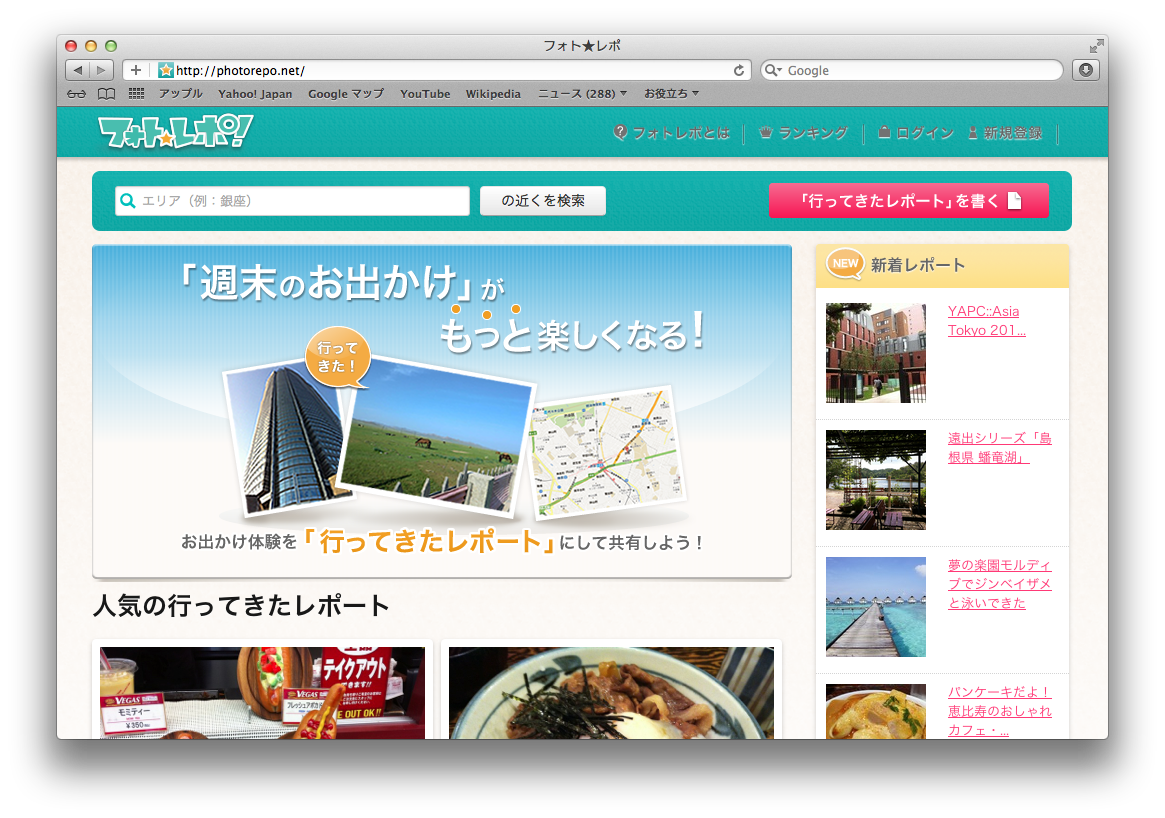 フォト★レポ
http://photorepo.net/
Google
アップル Yahoo! Japan Google マップ YouTube Wikipedia ニュース (288) お役立ち
フォト★レポ!
フォトレポとは ランキング ログイン 新規登録
エリア（例：銀座）
の近くを検索
「行ってきたレポート」を書く
「週末のお出かけ」が
もっと楽しくなる!
行って
きた！
お出かけ体験を「行ってきたレポート」にして共有しよう！
NEW 新着レポート
YAPC::Asia
Tokyo 201...
遠出シリーズ「島
根県 蟠竜湖」
夢の楽園モルディ
ブでジンベイザメ
と泳いできた
パンケーキだよ！
恵比寿のおしゃれ
カフェ・...
人気の行ってきたレポート
テイクアウト
できます!!
VEGAS
モミディー
¥350
VEGAS
OUT OK!!